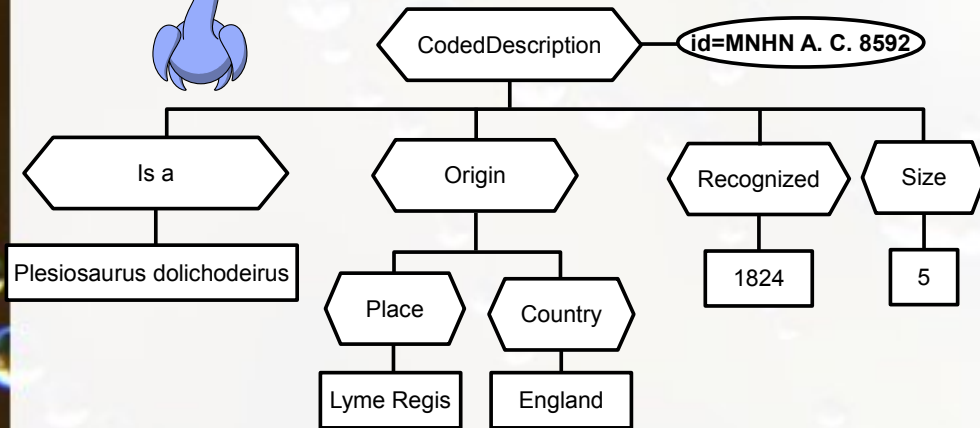 CodedDescription
id=MNHN A. C. 8592
Is a
Origin
Recognized
Size
Plesiosaurus dolichodeirus
Place
Country
1824
5
Lyme Regis
England